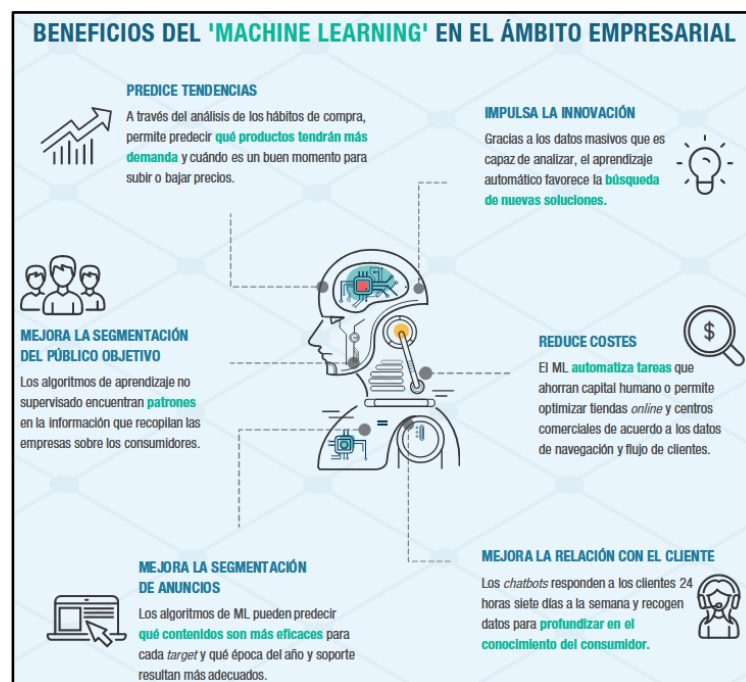 BENEFICIOS DEL 'MACHINE LEARNING' EN EL ÁMBITO EMPRESARIAL
PREDICE TENDENCIAS
A través del análisis de los hábitos de compra,
permite predecir qué productos tendrán más
demanda y cuándo es un buen momento para
subir o bajar precios.
IMPULSA LA INNOVACIÓN
Gracias a los datos masivos que es
capaz de analizar, el aprendizaje
automático favorece la búsqueda
de nuevas soluciones.
MEJORA LA SEGMENTACIÓN
DEL PÚBLICO OBJETIVO
Los algoritmos de aprendizaje no
supervisado encuentran patrones
en la información que recopilan las
empresas sobre los consumidores.
REDUCE COSTES
El ML automatiza tareas que
ahorran capital humano o permite
optimizar tiendas online y centros
comerciales de acuerdo a los datos
de navegación y flujo de clientes.
MEJORA LA SEGMENTACIÓN
DE ANUNCIOS
Los algoritmos de ML pueden predecir
qué contenidos son más eficaces para
cada target y qué época del año y soporte
resultan más adecuados.
MEJORA LA RELACIÓN CON EL CLIENTE
Los chatbots responden a los clientes 24
horas siete días a la semana y recogen
datos para profundizar en el
conocimiento del consumidor.